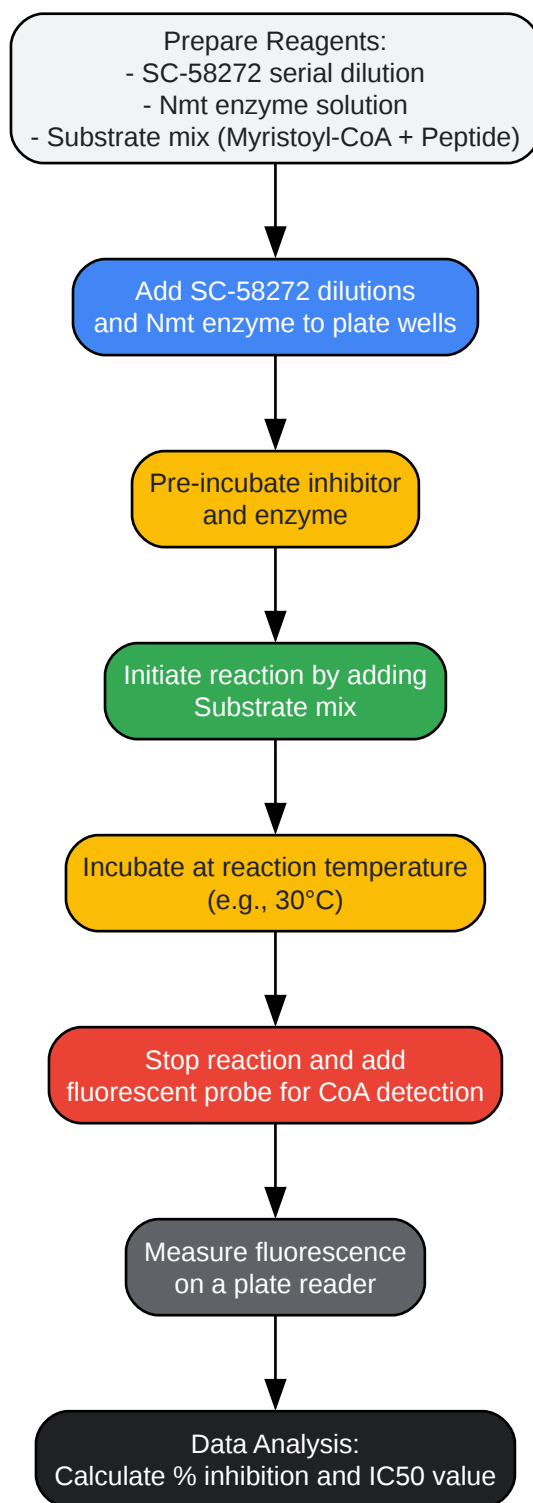 Prepare Reagents:
- SC-58272 serial dilution
- Nmt enzyme solution
- Substrate mix (Myristoyl-CoA + Peptide)
Add SC-58272 dilutions
and Nmt enzyme to plate wells
Pre-incubate inhibitor
and enzyme
Initiate reaction by adding
Substrate mix
Incubate at reaction temperature
(e.g., 30°C)
Stop reaction and add
fluorescent probe for CoA detection
Measure fluorescence
on a plate reader
Data Analysis:
Calculate % inhibition and IC50 value